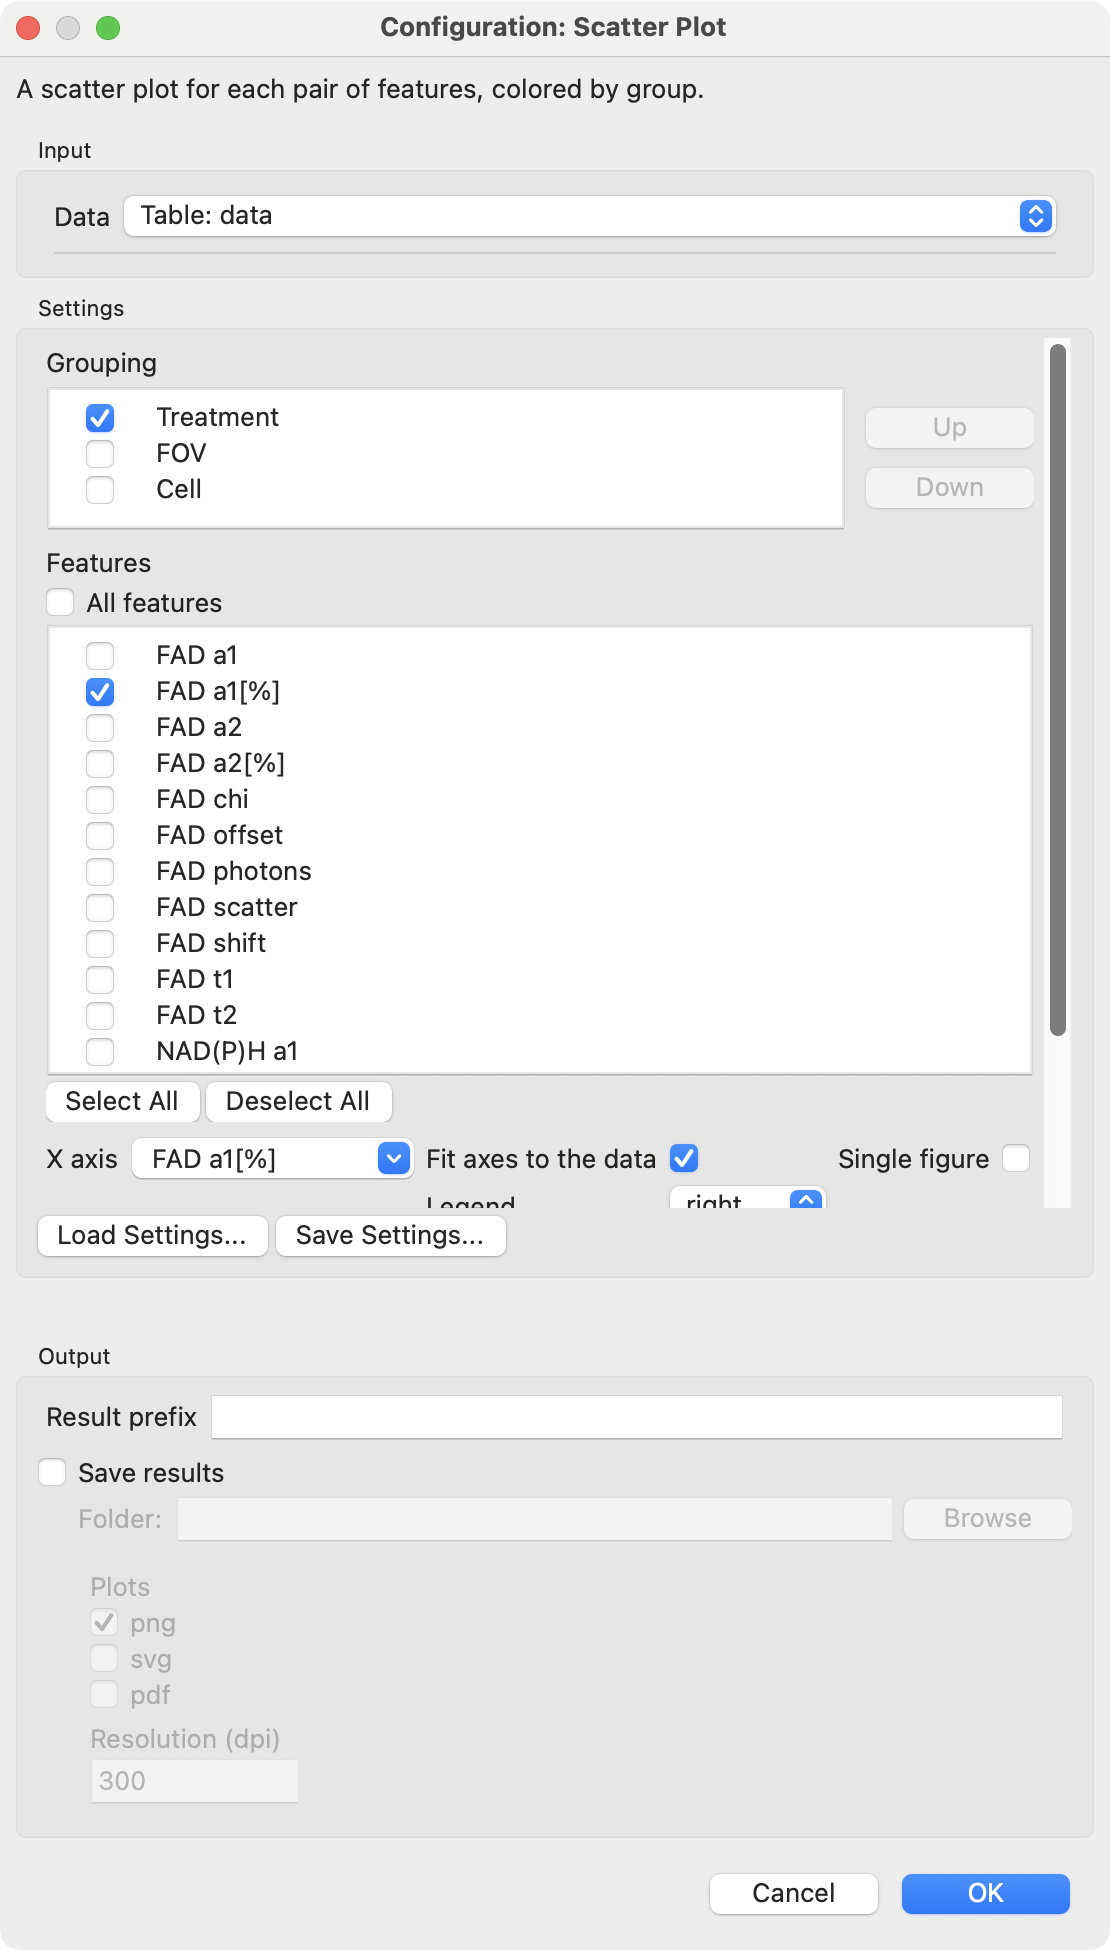 Configuration: Scatter Plot
A scatter plot for each pair of features, colored by group.
Input
Data Table: data
Settings
Grouping
Treatment
FOV
Cell
Up
Down
Features
All features
FAD a1
FAD a1[%]
FAD a2
FAD a2[%]
FAD chi
FAD offset
FAD photons
FAD scatter
FAD shift
FAD t1
FAD t2
NAD(P)H a1
Select All Deselect All
X axis FAD a1[%] Fit axes to the data Single figure
Legend right
Load Settings... Save Settings...
Output
Result prefix
Save results
Folder: Browse
Plots
png
svg
pdf
Resolution (dpi)
300
Cancel OK